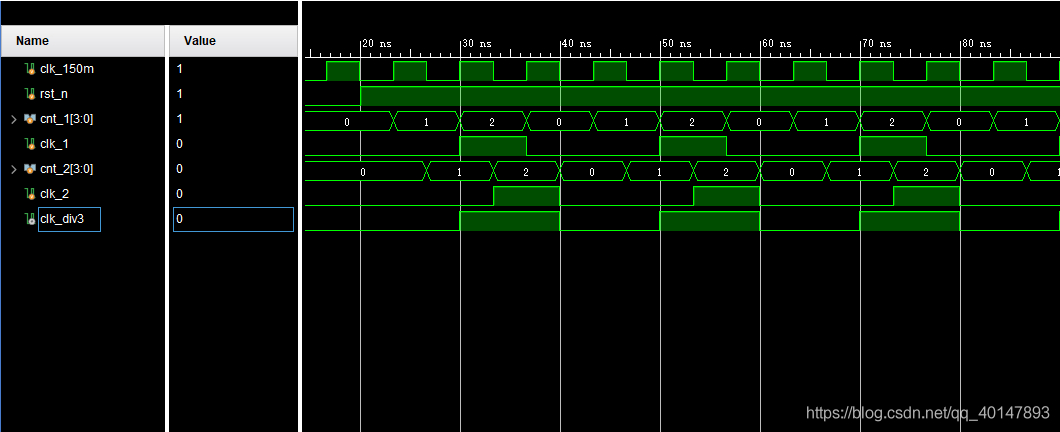 20 ns 30 ns 40 ns 50 ns 60 ns 70 ns 80 ns
Name Value
clk_150m 1
rst_n 1
cnt_1[3:0] 1 0 1 2 0 1 2 0 1 2 0 1
clk_1 0
cnt_2[3:0] 0 0 1 2 0 1 2 0 1 2 0 1
clk_2 0
clk_div3 0
https://blog.csdn.net/qq_40147893